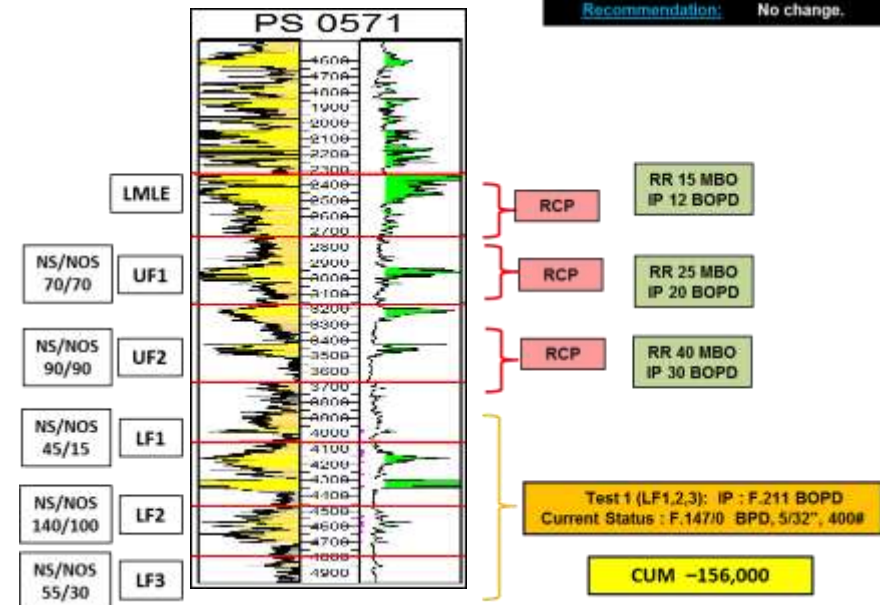 Recommendation: No change.
PS 0571
1700
1800
1900
2000
2100
2200
2300
2400
2500
2600
2700
2800
2900
3100
3200
3300
3400
3500
3600
3700
4000
4100
4200
4300
4400
4500
4600
4700
4800
4900
LMLE
NS/NOS
70/70
UF1
NS/NOS
90/90
UF2
NS/NOS
45/15
LF1
NS/NOS
140/100
LF2
NS/NOS
55/30
LF3
RCP
RR 15 MBO
IP 12 BOPD
RCP
RR 25 MBO
IP 20 BOPD
RCP
RR 40 MBO
IP 30 BOPD
Test 1 (LF1,2,3): IP : F.211 BOPD
Current Status : F.147/0 BPD, 5/32", 400#
CUM ~156,000